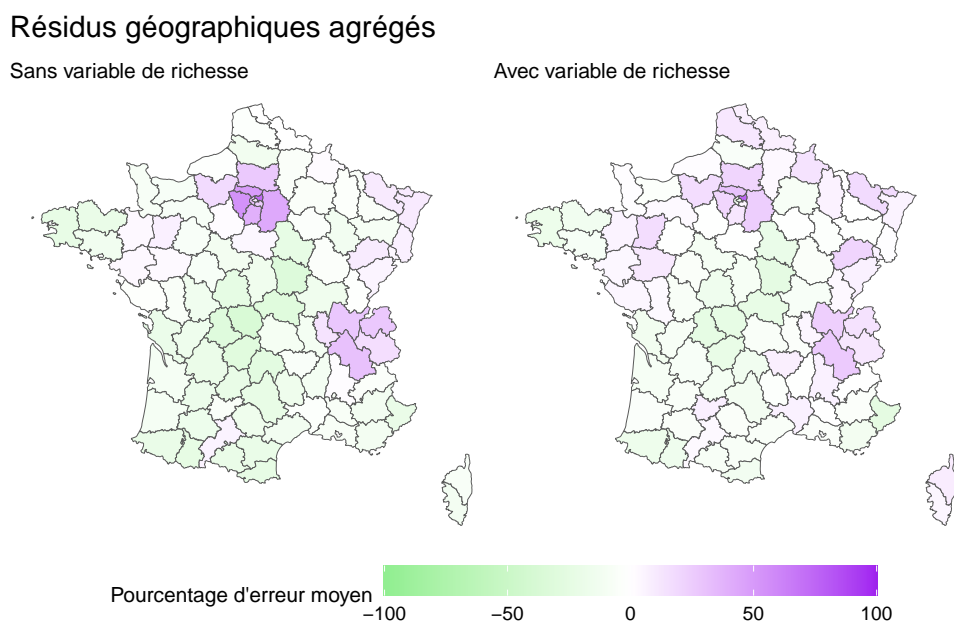 Résidus géographiques agrégés
Sans variable de richesse
Avec variable de richesse
Pourcentage d'erreur moyen
−100 −50 0 50 100